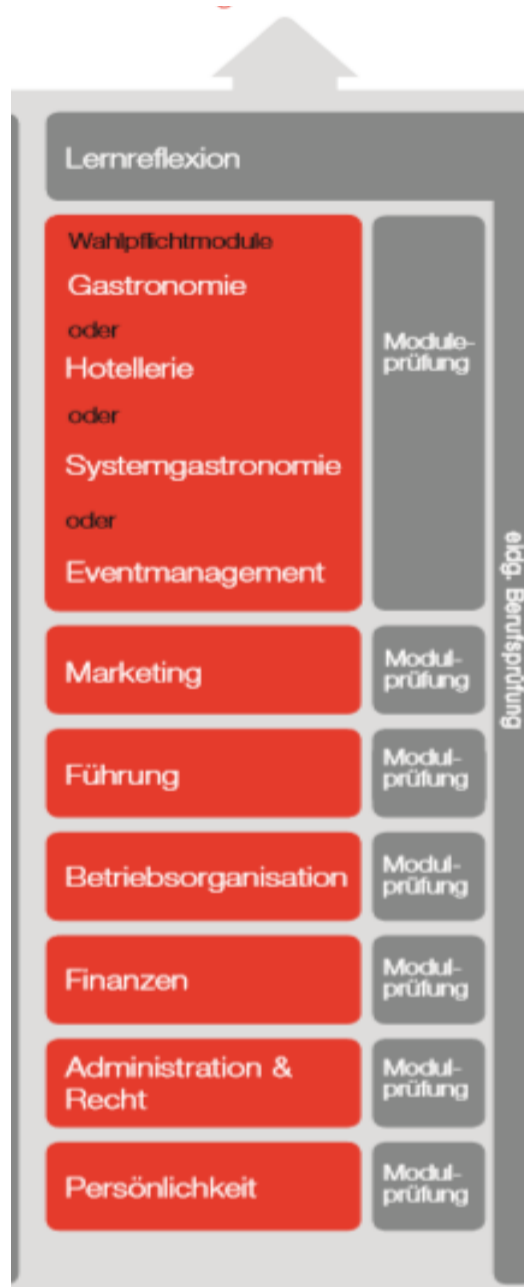 Lernreflexion
Wahlpflichtmodule
Gastronomie
oder
Hotellerie
oder
Systemgastronomie
oder
Eventmanagement
Module-
prüfung
Marketing
Modul-
prüfung
Führung
Modul-
prüfung
Betriebsorganisation
Modul-
prüfung
Finanzen
Modul-
prüfung
Administration &
Recht
Modul-
prüfung
Persönlichkeit
Modul-
prüfung
eidg. Berufsprüfung